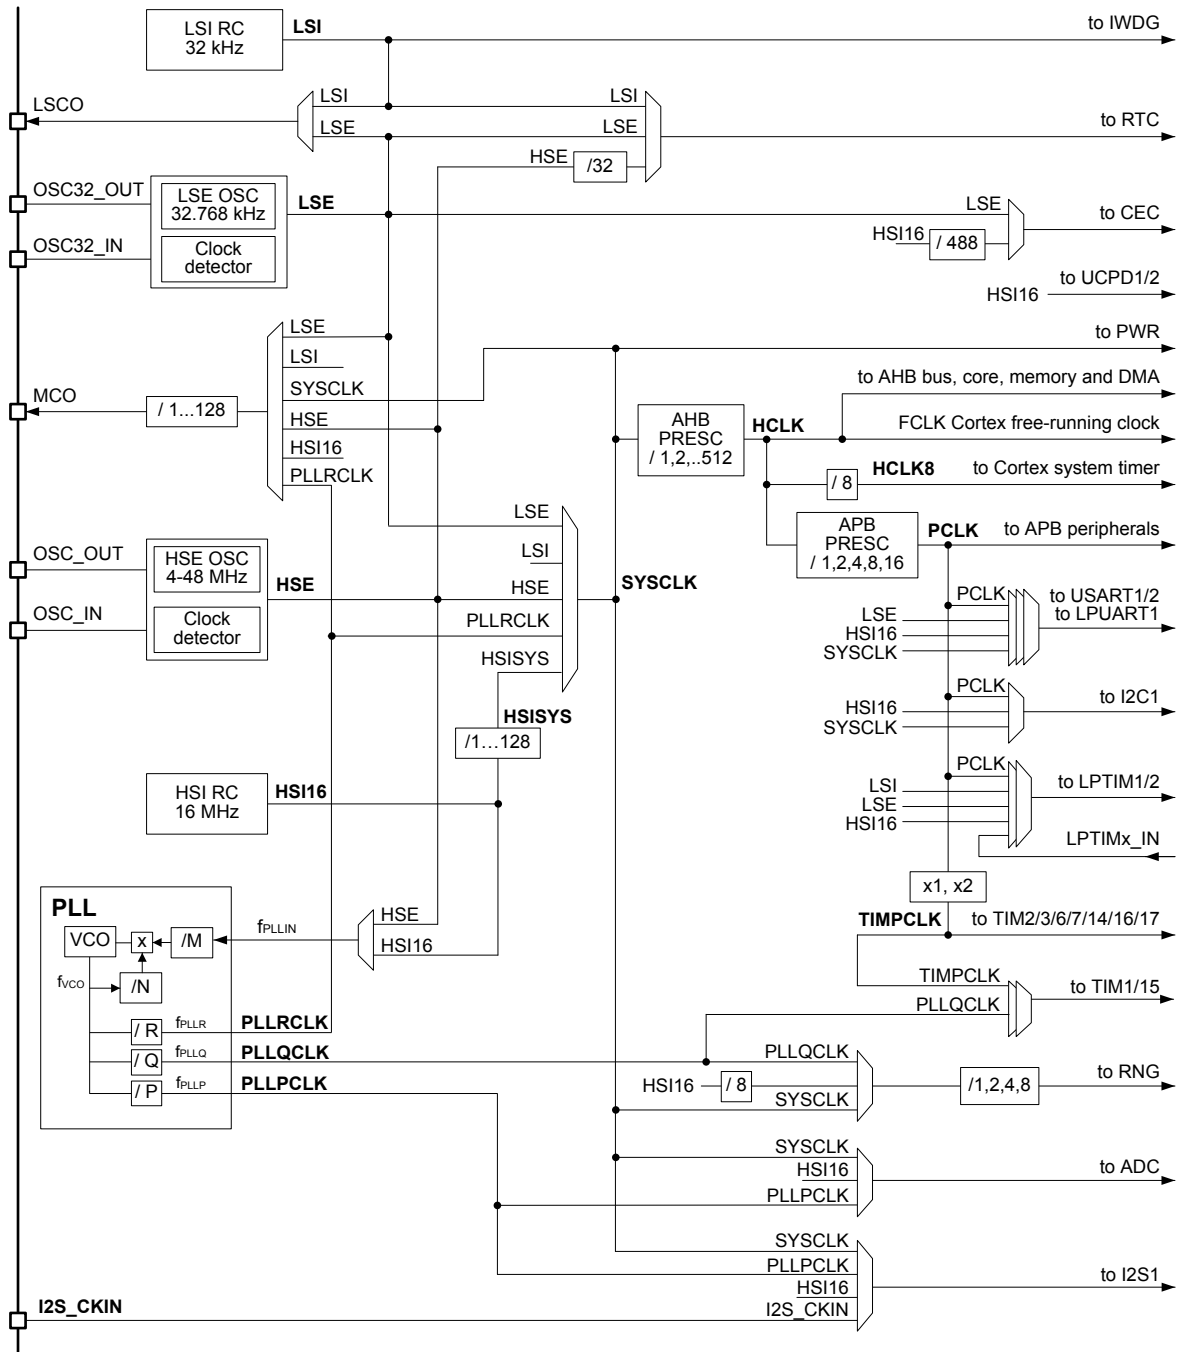 LSI RC
32 kHz
LSI
to IWDG
LSCO
LSI
LSE
LSI
LSE
HSE
/32
to RTC
OSC32_OUT
OSC32_IN
LSE OSC
32.768 kHz
Clock
detector
LSE
LSE
HSI16
/ 488
to CEC
HSI16
to UCPD1/2
to PWR
MCO
/ 1...128
LSE
LSI
SYSCLK
HSE
HSI16
PLLRCLK
AHB
PRESC
/ 1,2,..512
HCLK
to AHB bus, core, memory and DMA
FCLK Cortex free-running clock
/ 8
HCLK8
to Cortex system timer
APB
PRESC
/ 1,2,4,8,16
PCLK
to APB peripherals
OSC_OUT
OSC_IN
HSE OSC
4-48 MHz
Clock
detector
HSE
LSE
LSI
HSE
PLLRCLK
HSISYS
SYSCLK
PCLK
LSE
HSI16
SYSCLK
to USART1/2
to LPUART1
HSISYS
/1…128
PCLK
HSI16
SYSCLK
to I2C1
HSI RC
16 MHz
HSI16
PCLK
LSI
LSE
HSI16
to LPTIM1/2
LPTIMx_IN
x1, x2
TIMPCLK
to TIM2/3/6/7/14/16/17
PLL
VCO
x
/M
/N
fVCO
fPLLIN
HSE
HSI16
TIMPCLK
PLLQCLK
to TIM1/15
/ R
fPLLR
PLLRCLK
/ Q
fPLLQ
PLLQCLK
/ P
fPLLP
PLLPCLK
PLLQCLK
HSI16
/ 8
SYSCLK
/1,2,4,8
to RNG
SYSCLK
HSI16
PLLPCLK
to ADC
SYSCLK
PLLPCLK
HSI16
I2S_CKIN
to I2S1
I2S_CKIN